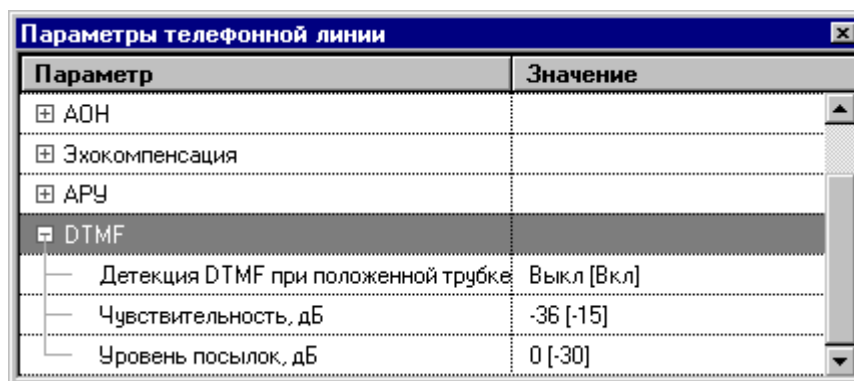 Параметры телефонной линии
Параметр Значение
АОН
Эхокомпенсация
АРУ
DTMF
Детекция DTMF при положенной трубке Выкл [Вкл]
Чувствительность, дБ -36 [-15]
Уровень посылок, дБ 0 [-30]